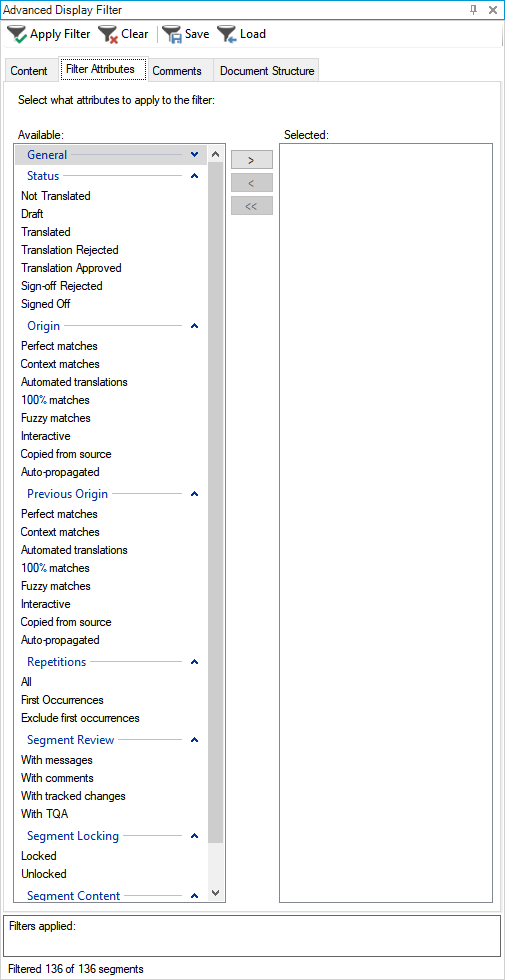 Advanced Display Filter
Apply Filter Clear Save Load
Content Filter Attributes Comments Document Structure
Select what attributes to apply to the filter:
Available: Selected:
General
Status
Not Translated
Draft
Translated
Translation Rejected
Translation Approved
Sign-off Rejected
Signed Off
Origin
Perfect matches
Context matches
Automated translations
100% matches
Fuzzy matches
Interactive
Copied from source
Auto-propagated
Previous Origin
Perfect matches
Context matches
Automated translations
100% matches
Fuzzy matches
Interactive
Copied from source
Auto-propagated
Repetitions
All
First Occurrences
Exclude first occurrences
Segment Review
With messages
With comments
With tracked changes
With TQA
Segment Locking
Locked
Unlocked
Segment Content
>
<
<<
Filters applied:
Filtered 136 of 136 segments